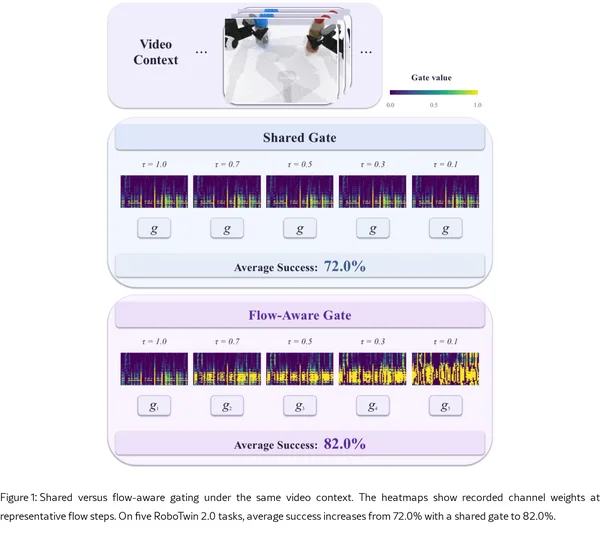 Video
Context
...
...
Gate value
0.0 0.5 1.0
Shared Gate
τ = 1.0 τ = 0.7 τ = 0.5 τ = 0.3 τ = 0.1
g g g g g
Average Success: 72.0%
Flow-Aware Gate
τ = 1.0 τ = 0.7 τ = 0.5 τ = 0.3 τ = 0.1
g₁ g₂ g₃ g₄ g₅
Average Success: 82.0%
Figure 1: Shared versus flow-aware gating under the same video context. The heatmaps show recorded channel weights at
representative flow steps. On five RoboTwin 2.0 tasks, average success increases from 72.0% with a shared gate to 82.0%.